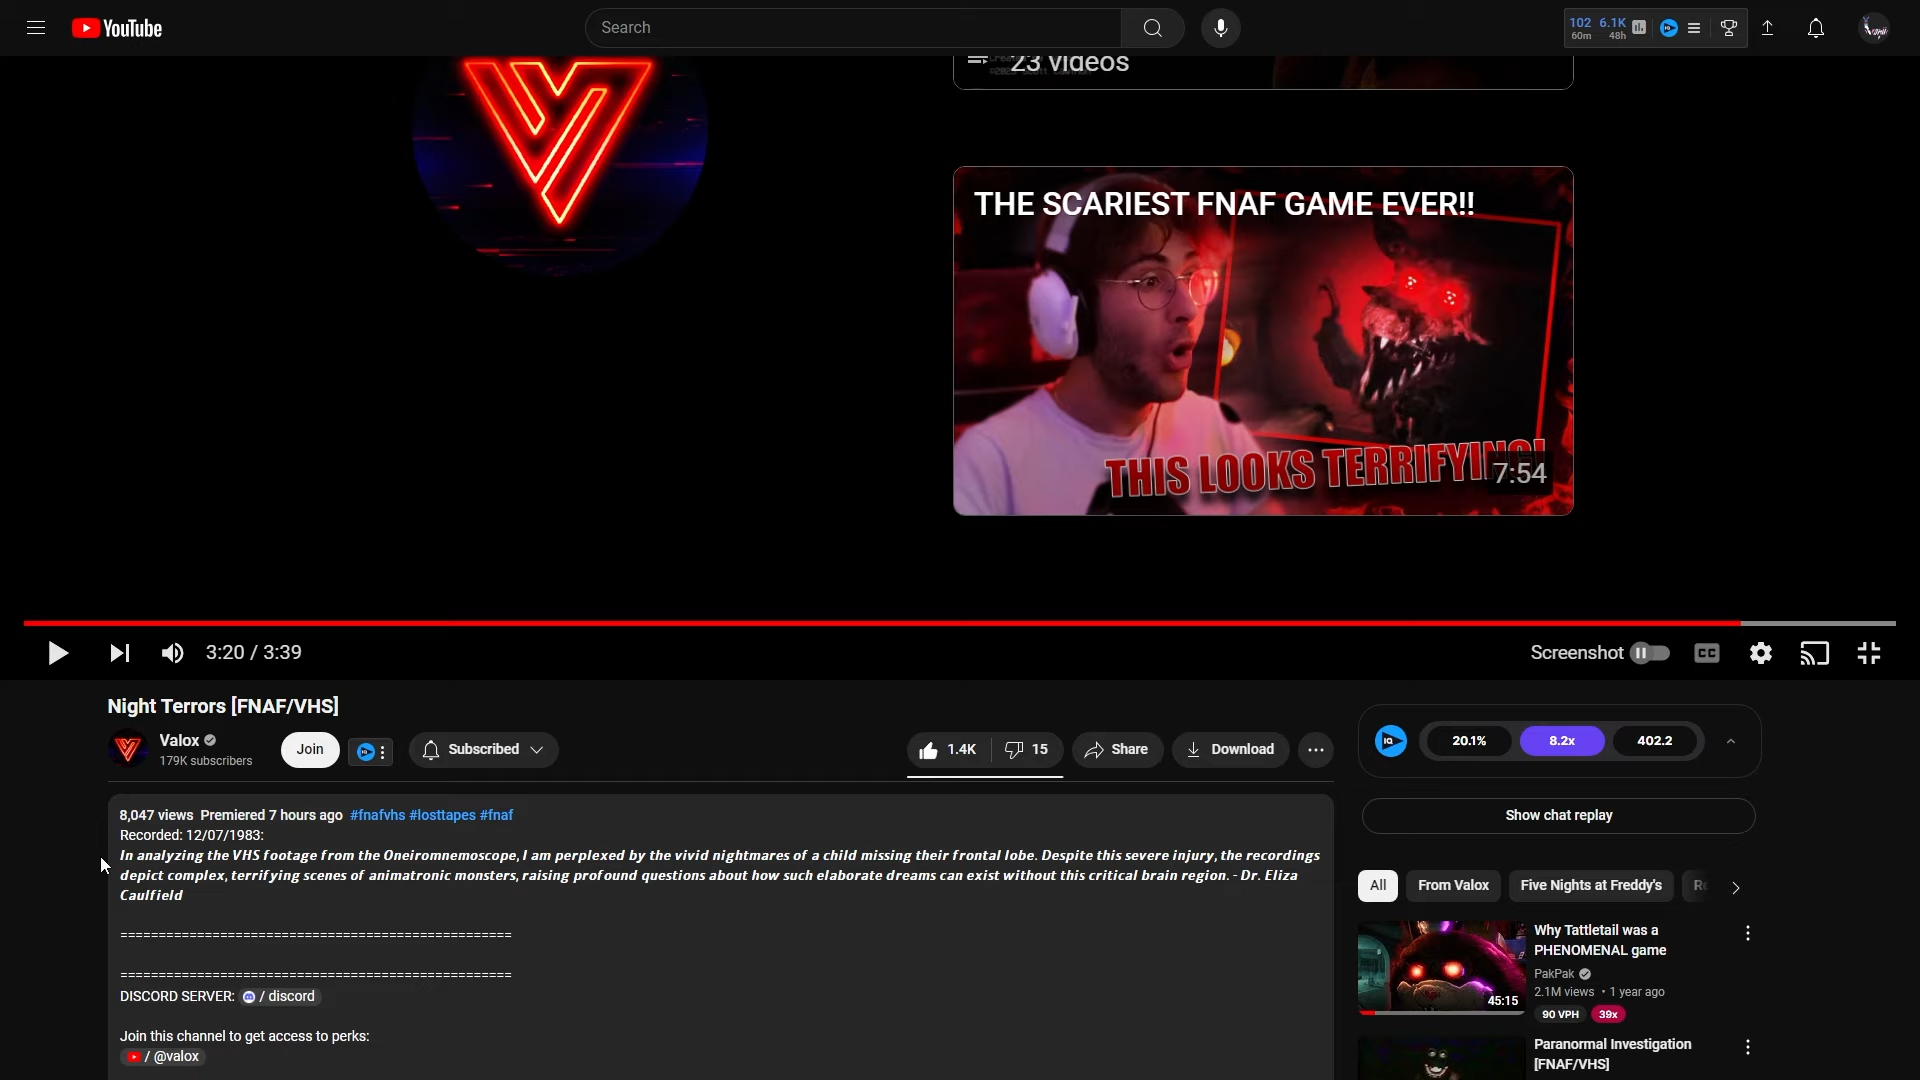 YouTube
Search
102 6.1K
60m 48h
23 videos
THE SCARIEST FNAF GAME EVER!!
THIS LOOKS TERRIFYING!
7:54
3:20 / 3:39
Screenshot
CC
Night Terrors [FNAF/VHS]
Valox
179K subscribers
Join
IQ
Subscribed
1.4K
15
Share
Download
IQ
20.1%
8.2x
402.2
8,047 views Premiered 7 hours ago #fnafvhs #losttapes #fnaf
Recorded: 12/07/1983:
In analyzing the VHS footage from the Oneiromnemoscope, I am perplexed by the vivid nightmares of a child missing their frontal lobe. Despite this severe injury, the recordings
depict complex, terrifying scenes of animatronic monsters, raising profound questions about how such elaborate dreams can exist without this critical brain region. - Dr. Eliza
Caulfield
==================================================
==================================================
DISCORD SERVER: / discord
Join this channel to get access to perks:
/ @valox
Show chat replay
All
From Valox
Five Nights at Freddy's
Why Tattletail was a
PHENOMENAL game
PakPak
2.1M views • 1 year ago
90 VPH 39x
45:15
Paranormal Investigation
[FNAF/VHS]